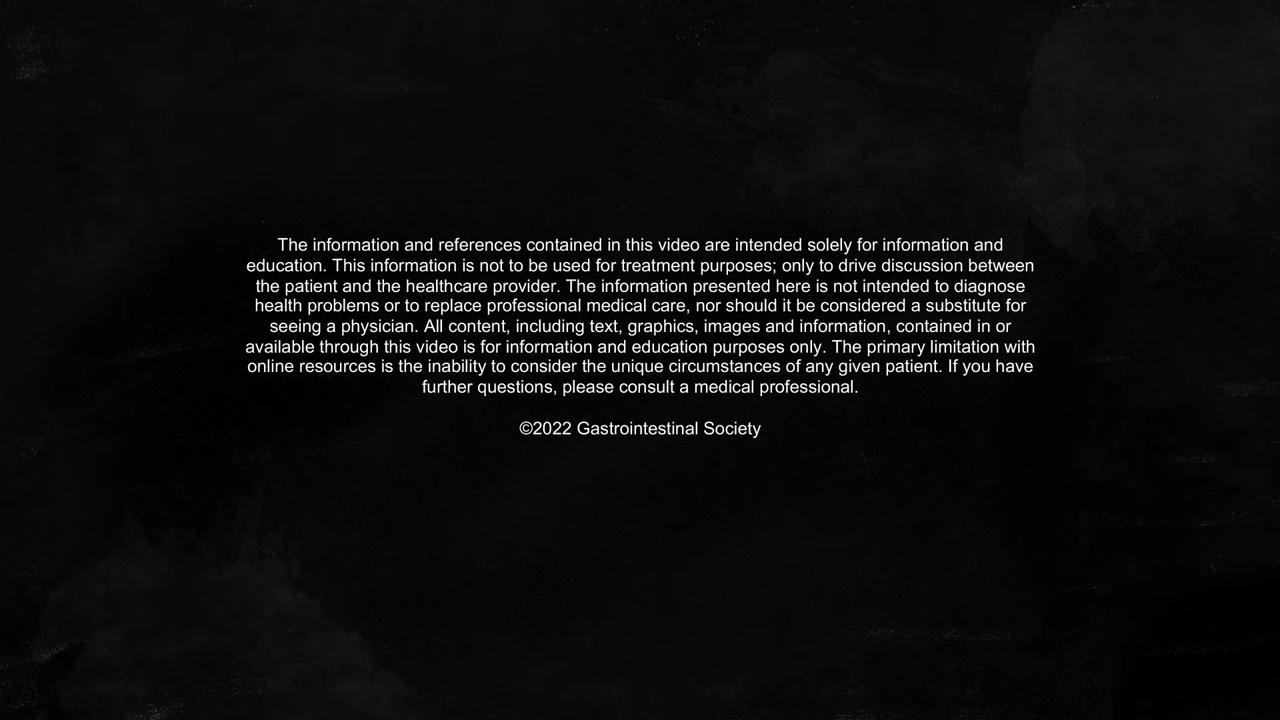 The information and references contained in this video are intended solely for information and
education. This information is not to be used for treatment purposes; only to drive discussion between
the patient and the healthcare provider. The information presented here is not intended to diagnose
health problems or to replace professional medical care, nor should it be considered a substitute for
seeing a physician. All content, including text, graphics, images and information, contained in or
available through this video is for information and education purposes only. The primary limitation with
online resources is the inability to consider the unique circumstances of any given patient. If you have
further questions, please consult a medical professional.
©2022 Gastrointestinal Society